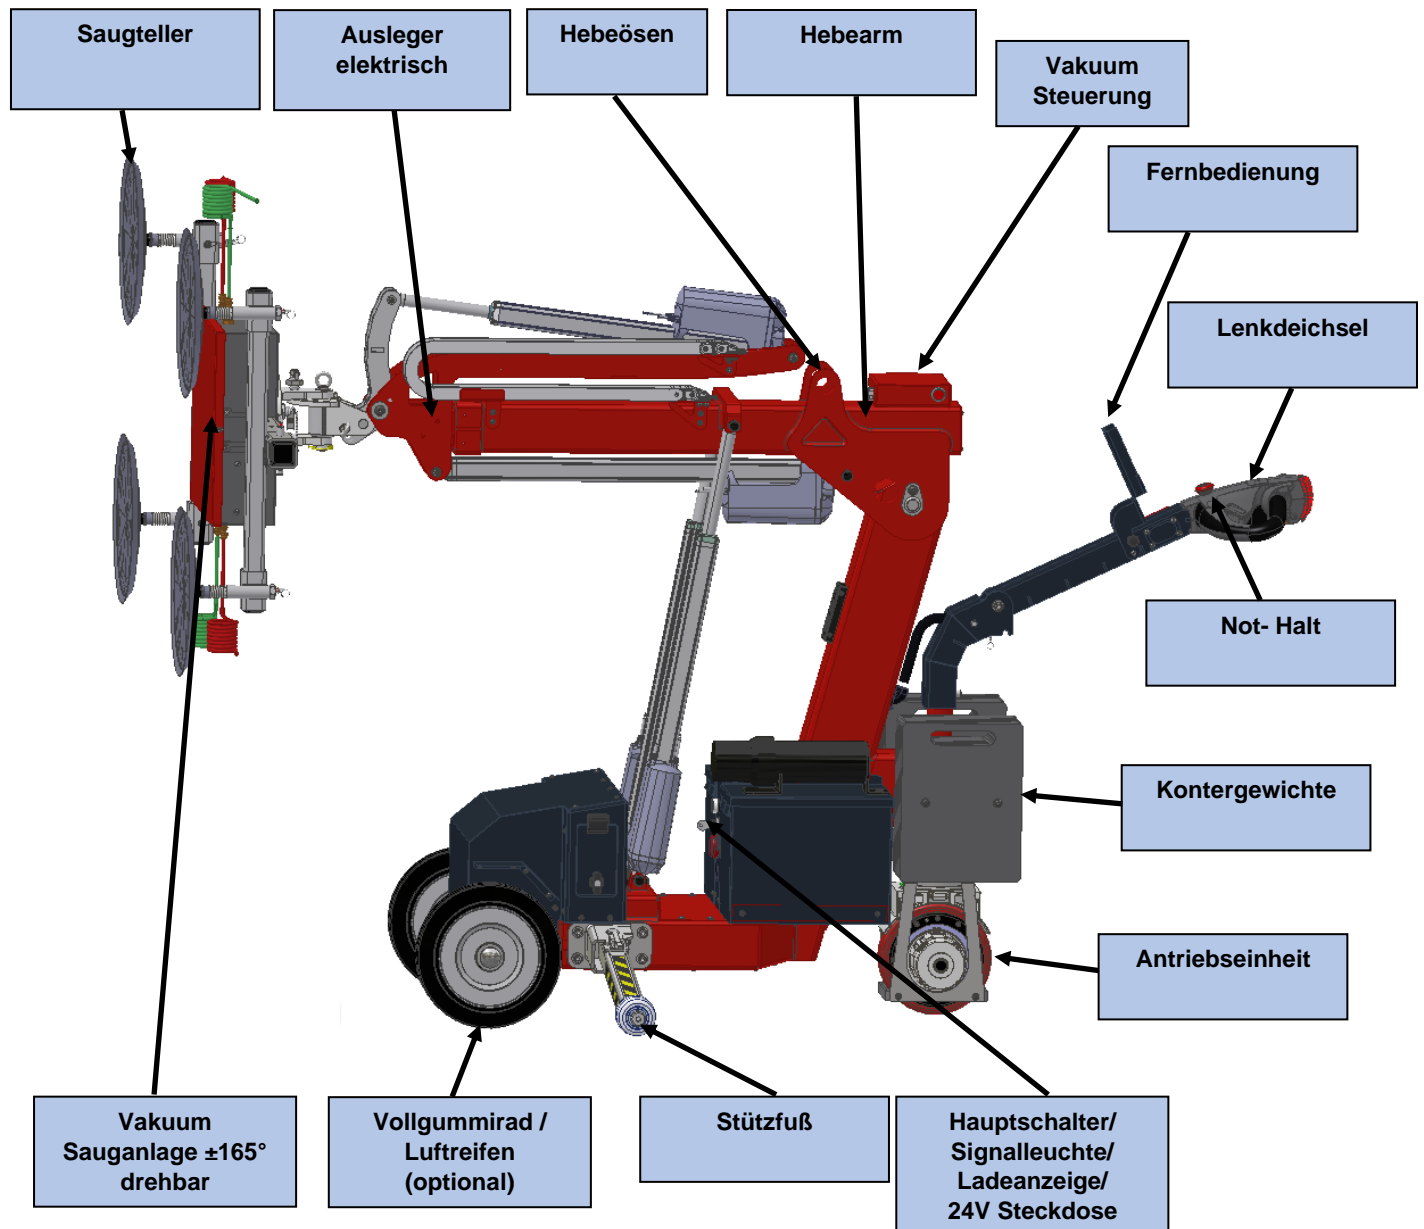 Saugteller
Ausleger
elektrisch
Hebeösen
Hebearm
Vakuum
Steuerung
Fernbedienung
Lenkdeichsel
Not- Halt
Kontergewichte
Antriebseinheit
Vakuum
Sauganlage ±165°
drehbar
Vollgummirad /
Luftreifen
(optional)
Stützfuß
Hauptschalter/
Signalleuchte/
Ladeanzeige/
24V Steckdose